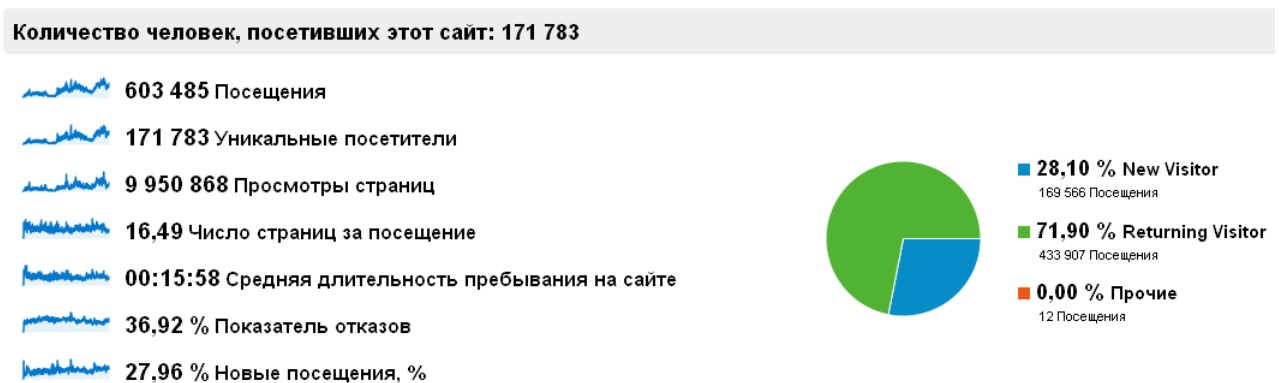 Количество человек, посетивших этот сайт: 171 783
603 485 Посещения
171 783 Уникальные посетители
9 950 868 Просмотры страниц
16,49 Число страниц за посещение
00:15:58 Средняя длительность пребывания на сайте
36,92 % Показатель отказов
27,96 % Новые посещения, %
28,10 % New Visitor
169 566 Посещения
71,90 % Returning Visitor
433 907 Посещения
0,00 % Прочие
12 Посещения